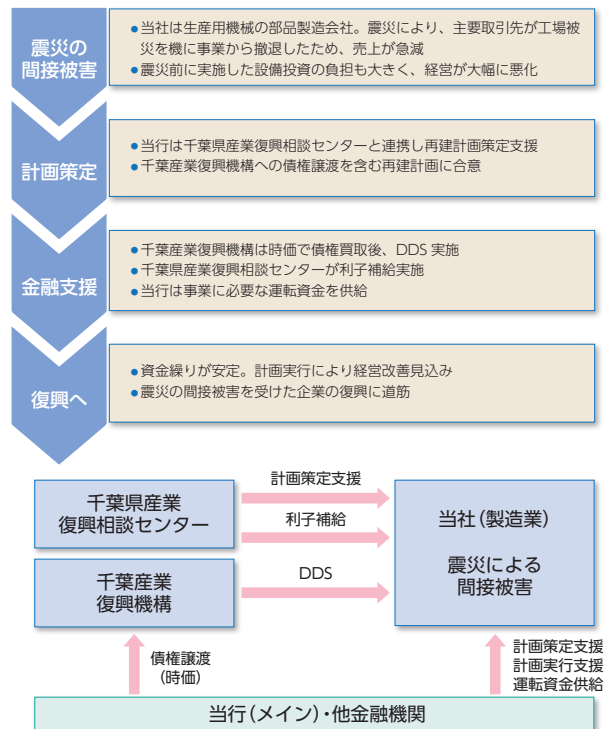 震災の
間接被害
●当社は生産用機械の部品製造会社。震災により、主要取引先が工場被
災を機に事業から撤退したため、売上が急減
●震災前に実施した設備投資の負担も大きく、経営が大幅に悪化
計画策定
●当行は千葉県産業復興相談センターと連携し再建計画策定支援
●千葉産業復興機構への債権譲渡を含む再建計画に合意
金融支援
●千葉産業復興機構は時価で債権買取後、DDS 実施
●千葉県産業復興相談センターが利子補給実施
●当行は事業に必要な運転資金を供給
復興へ
●資金繰りが安定。計画実行により経営改善見込み
●震災の間接被害を受けた企業の復興に道筋
千葉県産業
復興相談センター
計画策定支援
利子補給
当社(製造業)
震災による
間接被害
千葉産業
復興機構
DDS
債権譲渡
(時価)
計画策定支援
計画実行支援
運転資金供給
当行(メイン)・他金融機関